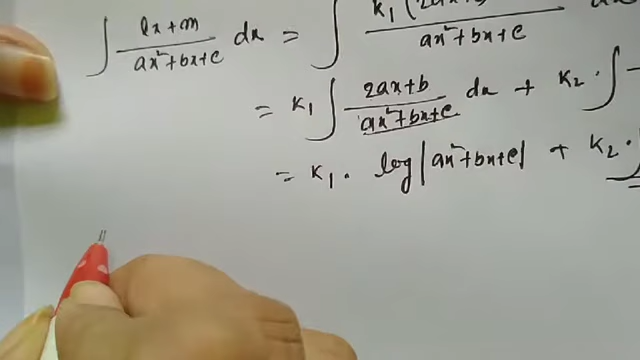 ∫ lx+m / ax²+bx+c dx = ∫ K₁(2ax / ax²+bx+c
= K₁ ∫ 2ax+b / ax²+bx+c dx + K₂ · ∫
= K₁ · log|ax²+bx+c| + K₂ · ∫